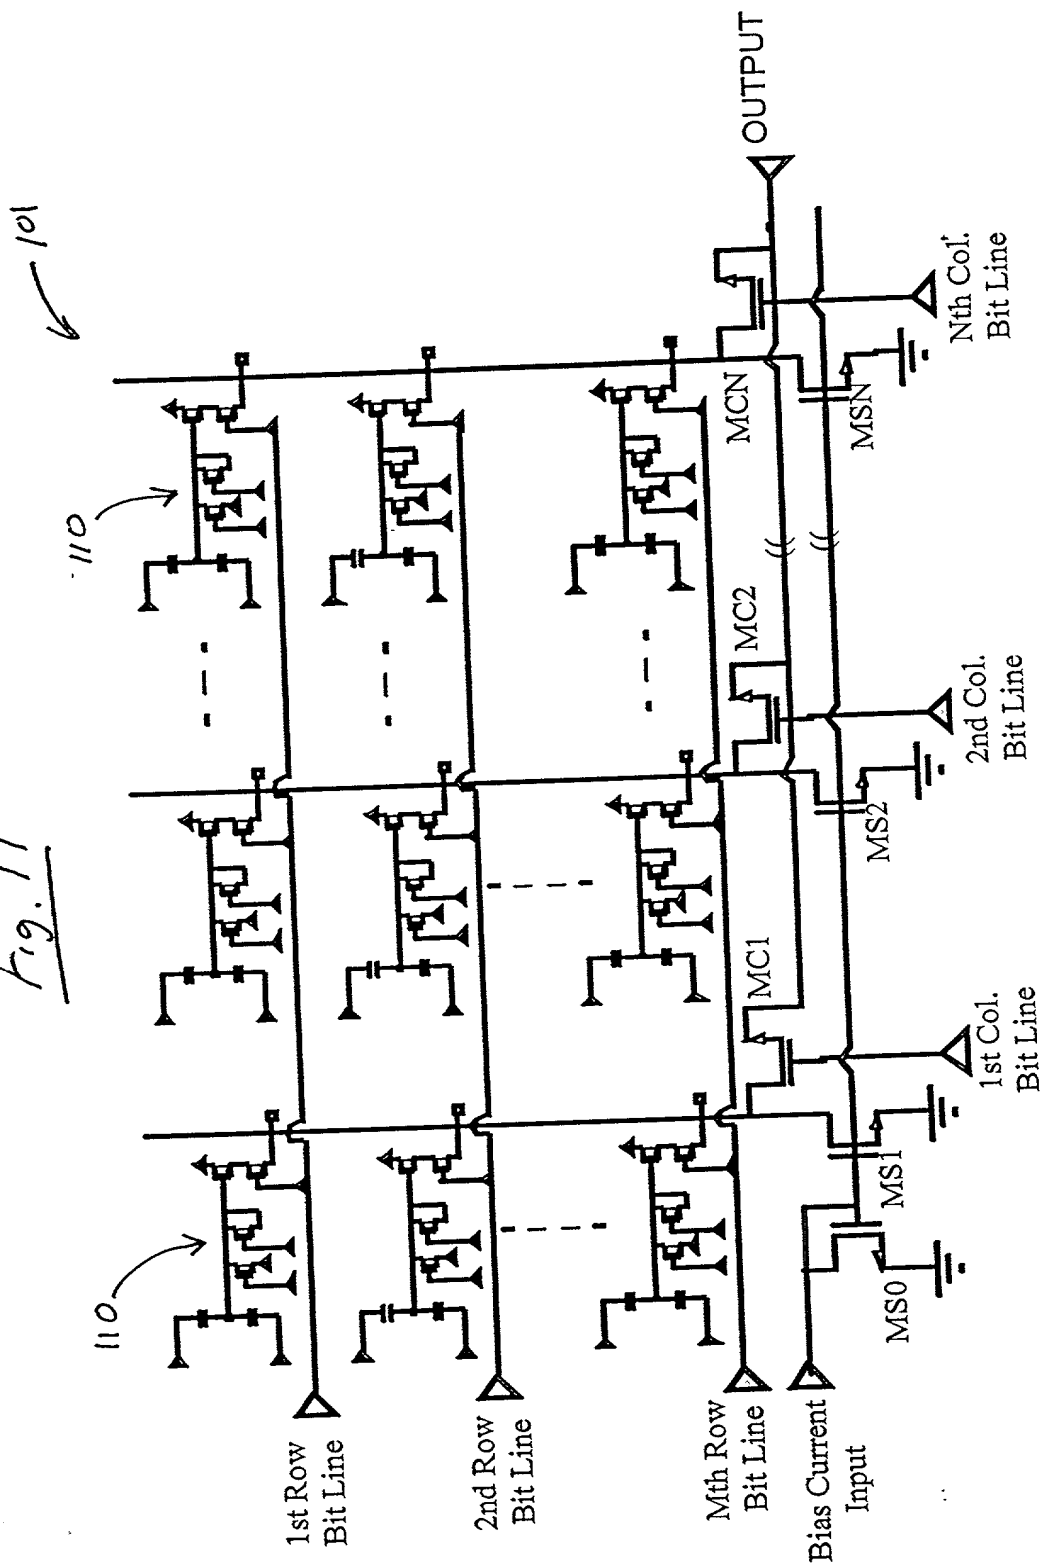 Fig. 11
101
110
110
1st Row
Bit Line
2nd Row
Bit Line
Mth Row
Bit Line
Bias Current
Input
MC1
MC2
MCN
OUTPUT
MS0
MS1
MS2
MSN
1st Col.
Bit Line
2nd Col.
Bit Line
Nth Col.
Bit Line